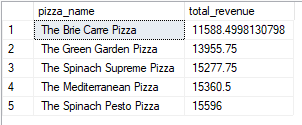 pizza_name total_revenue
1 The Brie Carre Pizza 11588.4998130798
2 The Green Garden Pizza 13955.75
3 The Spinach Supreme Pizza 15277.75
4 The Mediterranean Pizza 15360.5
5 The Spinach Pesto Pizza 15596